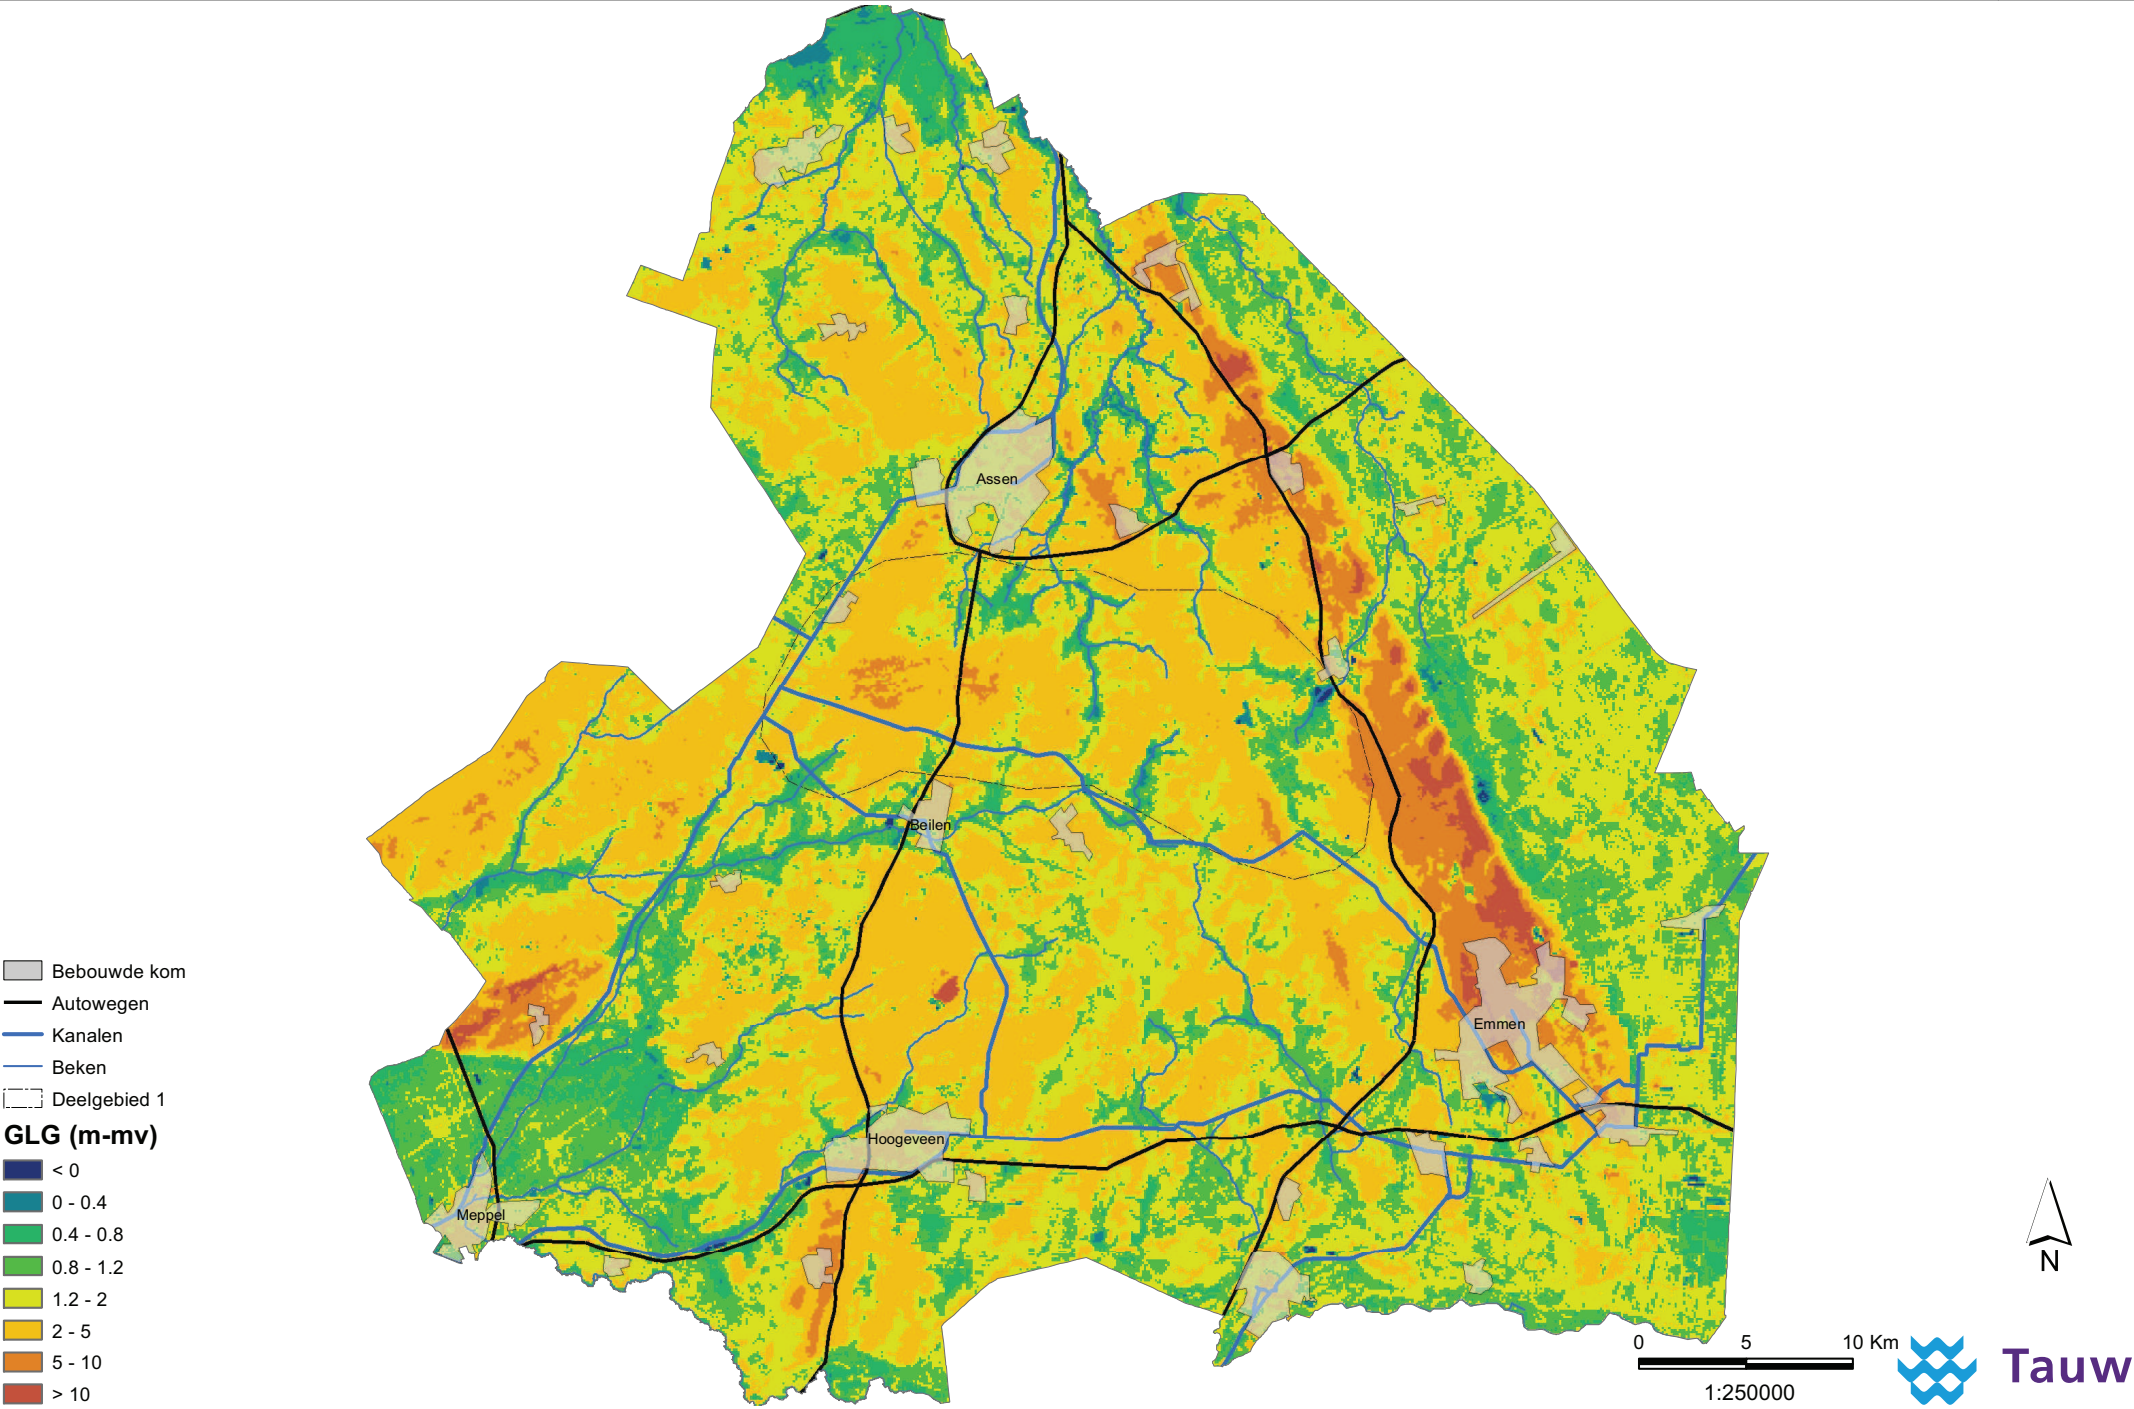 Assen
Beilen
Emmen
Hoogeveen
Meppel
Bebouwde kom
Autowegen
Kanalen
Beken
Deelgebied 1
GLG (m-mv)
< 0
0 - 0.4
0.4 - 0.8
0.8 - 1.2
1.2 - 2
2 - 5
5 - 10
> 10
N
0 5 10 Km
1:250000
Tauw